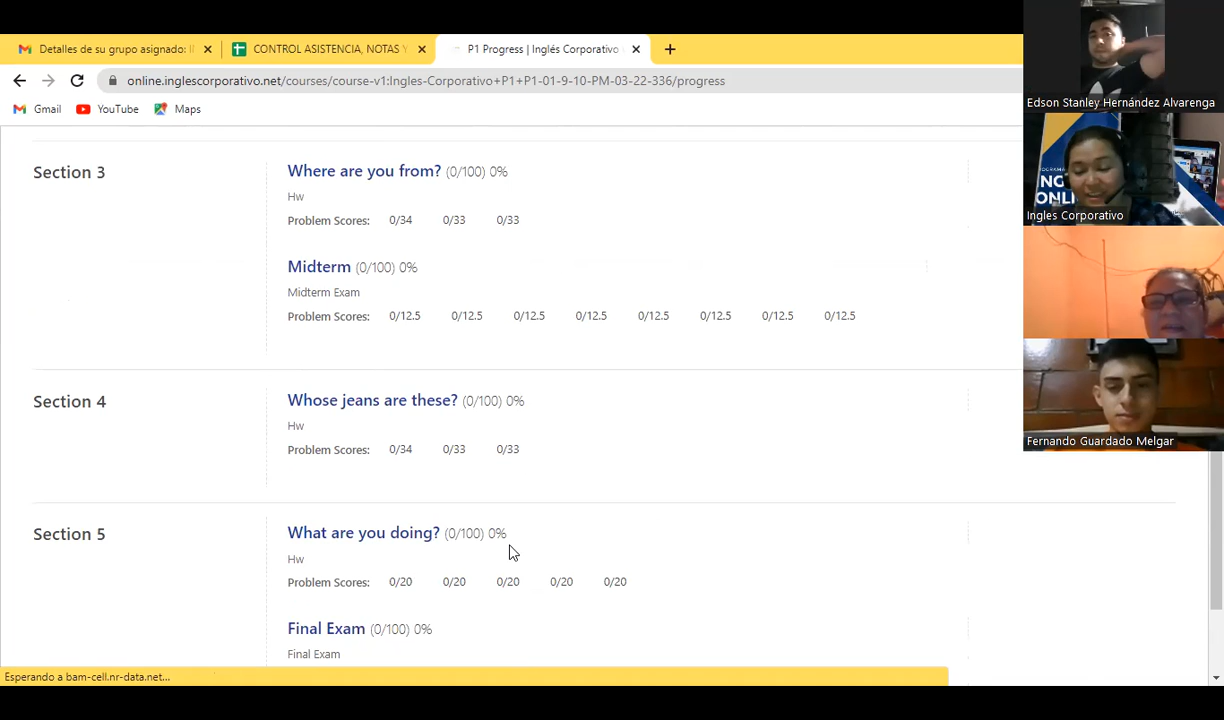 Detalles de su grupo asignado: I
CONTROL ASISTENCIA, NOTAS Y
P1 Progress | Inglés Corporativo
online.inglescorporativo.net/courses/course-v1:Ingles-Corporativo+P1+P1-01-9-10-PM-03-22-336/progress
Gmail YouTube Maps
Section 3
Where are you from? (0/100) 0%
Hw
Problem Scores: 0/34 0/33 0/33
Midterm (0/100) 0%
Midterm Exam
Problem Scores: 0/12.5 0/12.5 0/12.5 0/12.5 0/12.5 0/12.5 0/12.5 0/12.5
Section 4
Whose jeans are these? (0/100) 0%
Hw
Problem Scores: 0/34 0/33 0/33
Section 5
What are you doing? (0/100) 0%
Hw
Problem Scores: 0/20 0/20 0/20 0/20 0/20
Final Exam (0/100) 0%
Final Exam
Esperando a bam-cell.nr-data.net...
Edson Stanley Hernández Alvarenga
Ingles Corporativo
Fernando Guardado Melgar